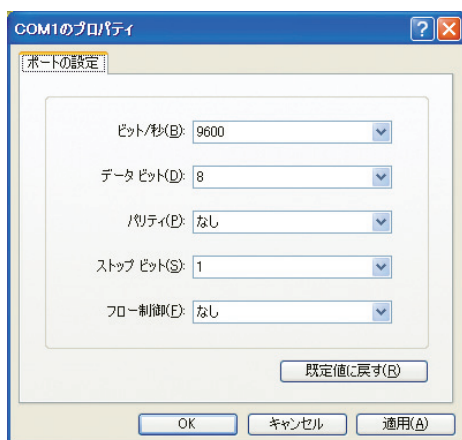 COM1のプロパティ
ポートの設定
ビット/秒(B): 9600
データ ビット(D): 8
パリティ(P): なし
ストップ ビット(S): 1
フロー制御(F): なし
既定値に戻す(R)
OK キャンセル 適用(A)